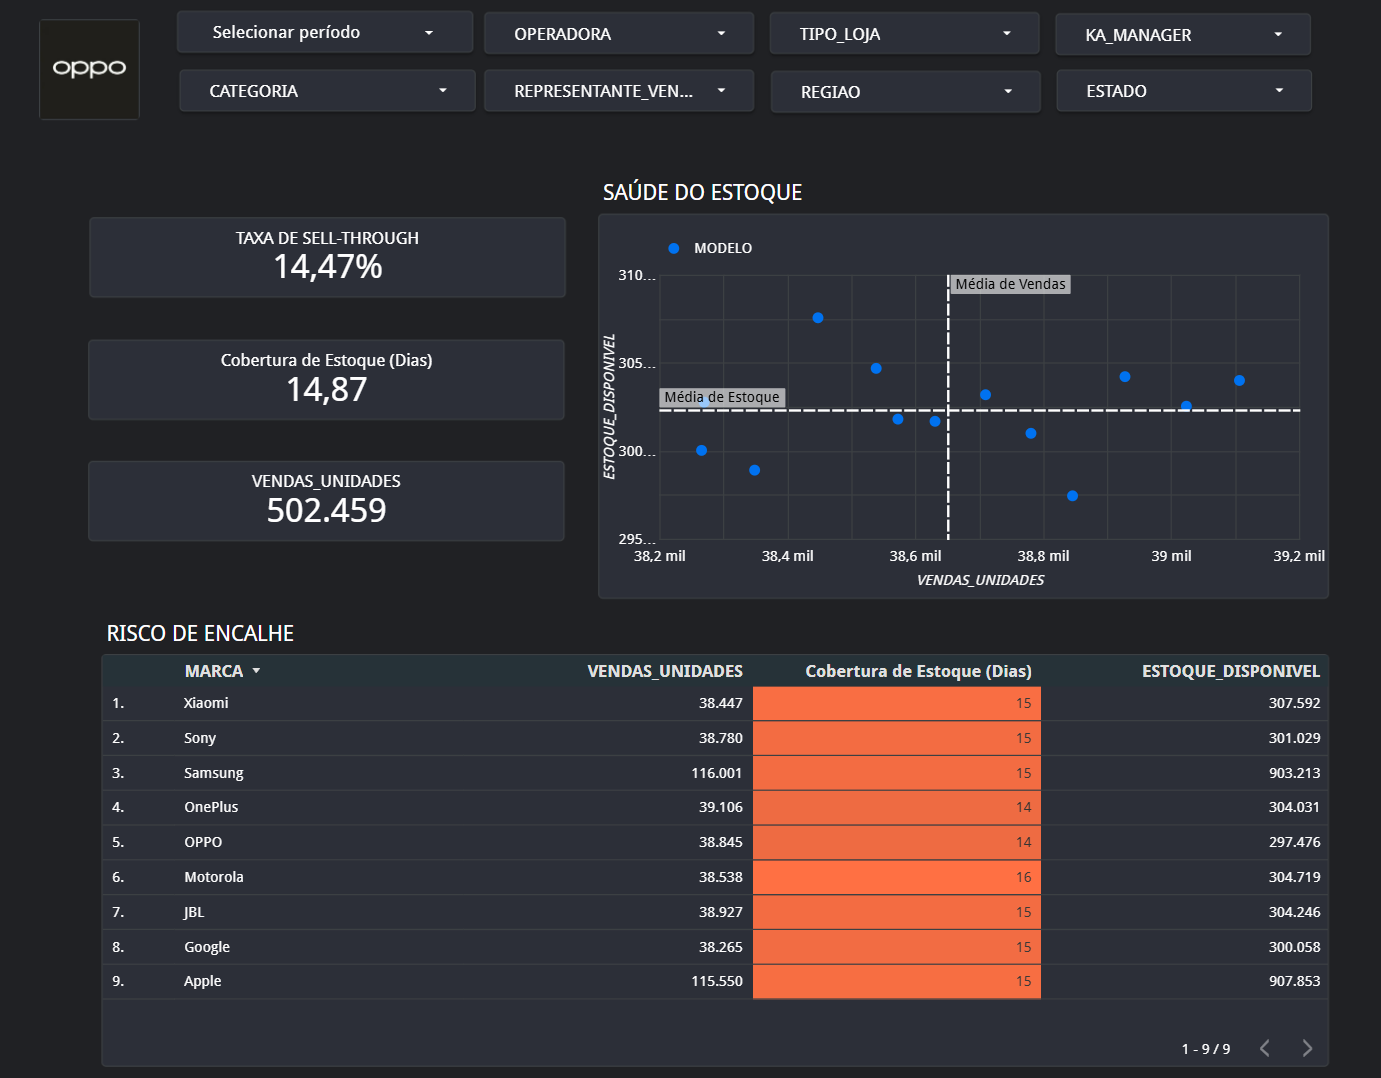 oppo
Selecionar período
OPERADORA
TIPO_LOJA
KA_MANAGER
CATEGORIA
REPRESENTANTE_VEN...
REGIAO
ESTADO
SAÚDE DO ESTOQUE
TAXA DE SELL-THROUGH
14,47%
Cobertura de Estoque (Dias)
14,87
VENDAS_UNIDADES
502.459
MODELO
310...
305...
300...
295...
Média de Vendas
Média de Estoque
ESTOQUE_DISPONIVEL
38,2 mil 38,4 mil 38,6 mil 38,8 mil 39 mil 39,2 mil
VENDAS_UNIDADES
RISCO DE ENCALHE
MARCA VENDAS_UNIDADES Cobertura de Estoque (Dias) ESTOQUE_DISPONIVEL
1. Xiaomi 38.447 15 307.592
2. Sony 38.780 15 301.029
3. Samsung 116.001 15 903.213
4. OnePlus 39.106 14 304.031
5. OPPO 38.845 14 297.476
6. Motorola 38.538 16 304.719
7. JBL 38.927 15 304.246
8. Google 38.265 15 300.058
9. Apple 115.550 15 907.853
1 - 9 / 9